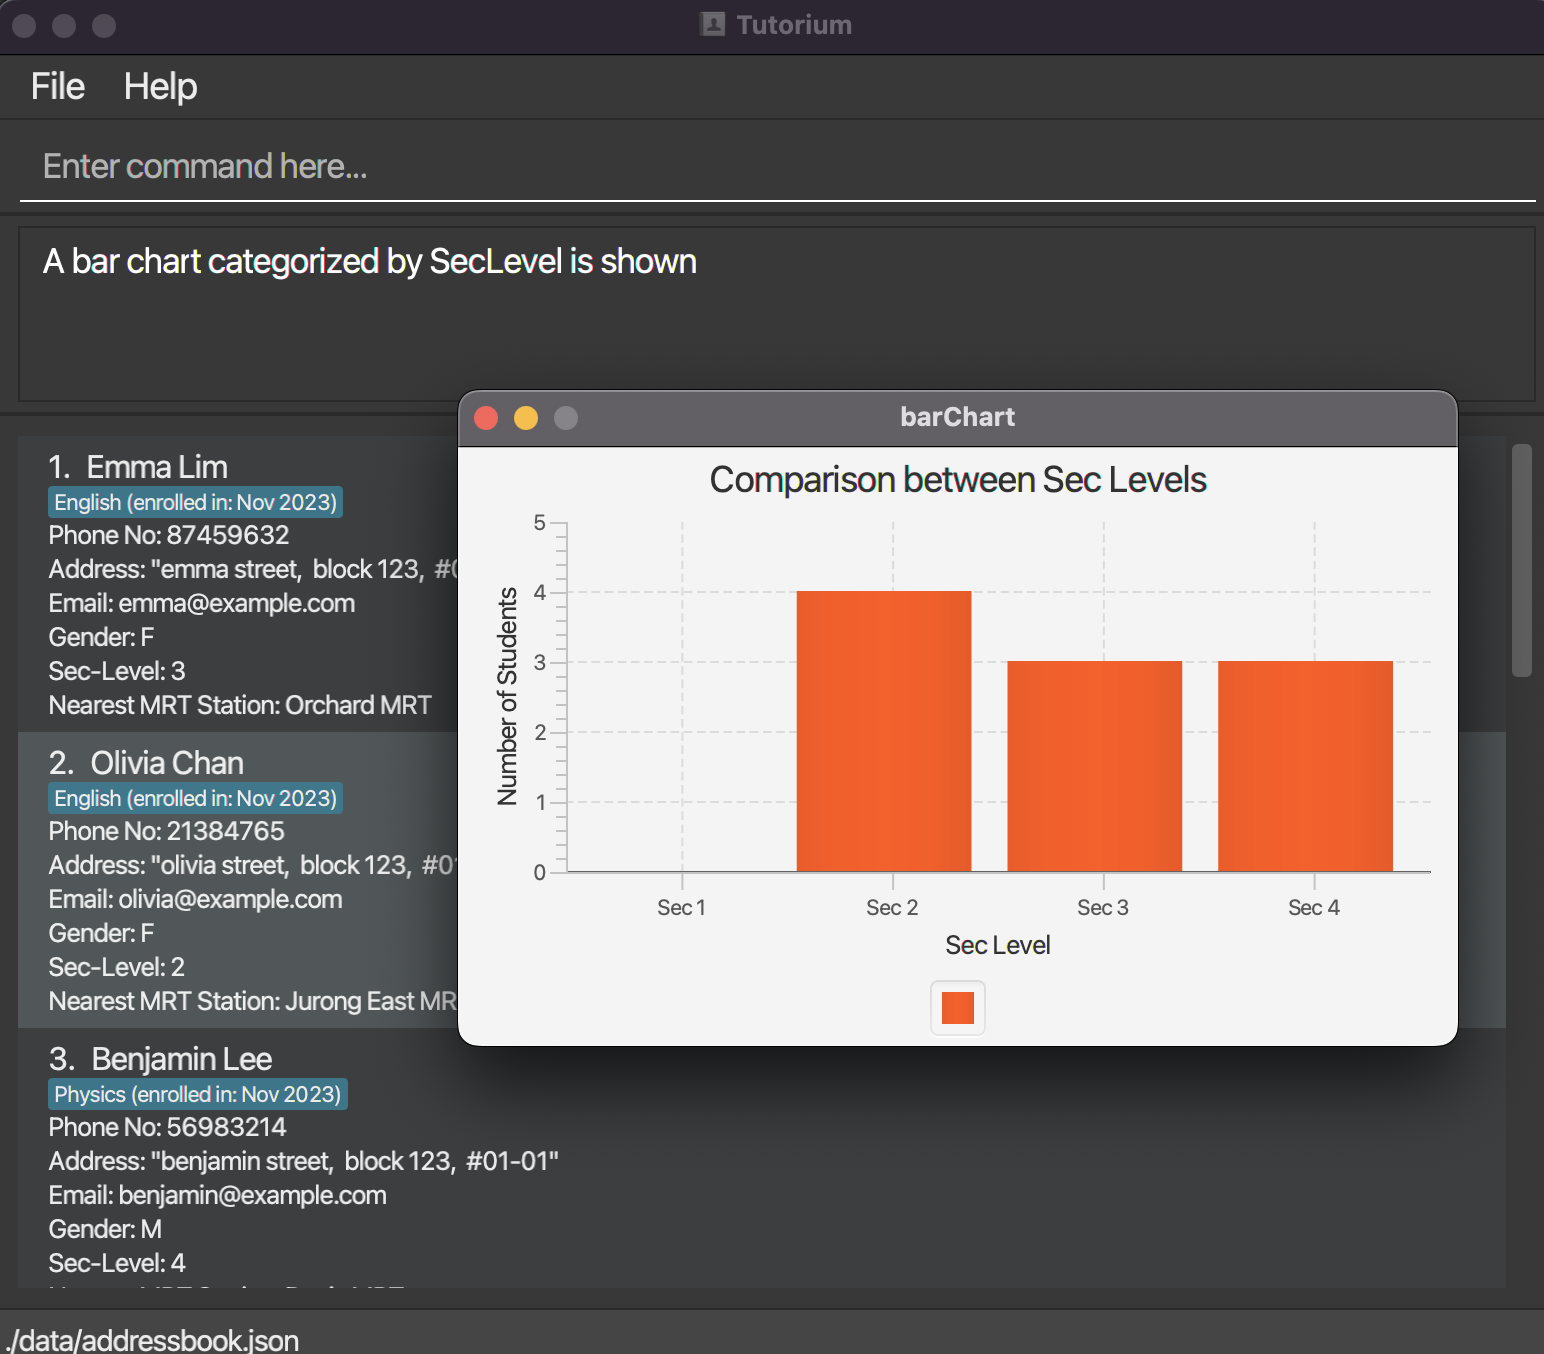 Tutorium
File Help
Enter command here...
A bar chart categorized by SecLevel is shown
1. Emma Lim
English (enrolled in: Nov 2023)
Phone No: 87459632
Address: "emma street, block 123,
Email: emma@example.com
Gender: F
Sec-Level: 3
Nearest MRT Station: Orchard MRT
2. Olivia Chan
English (enrolled in: Nov 2023)
Phone No: 21384765
Address: "olivia street, block 123, #0
Email: olivia@example.com
Gender: F
Sec-Level: 2
Nearest MRT Station: Jurong East MR
3. Benjamin Lee
Physics (enrolled in: Nov 2023)
Phone No: 56983214
Address: "benjamin street, block 123, #01-01"
Email: benjamin@example.com
Gender: M
Sec-Level: 4
barChart
Comparison between Sec Levels
Number of Students
5
4
3
2
1
0
Sec 1 Sec 2 Sec 3 Sec 4
Sec Level
./data/addressbook.json